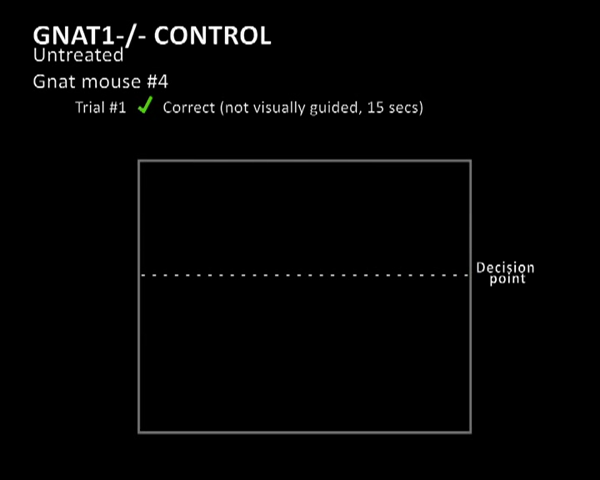 GNAT1-/- CONTROL
Untreated
Gnat mouse #4
Trial #1 ✓ Correct (not visually guided, 15 secs)
Decision
point